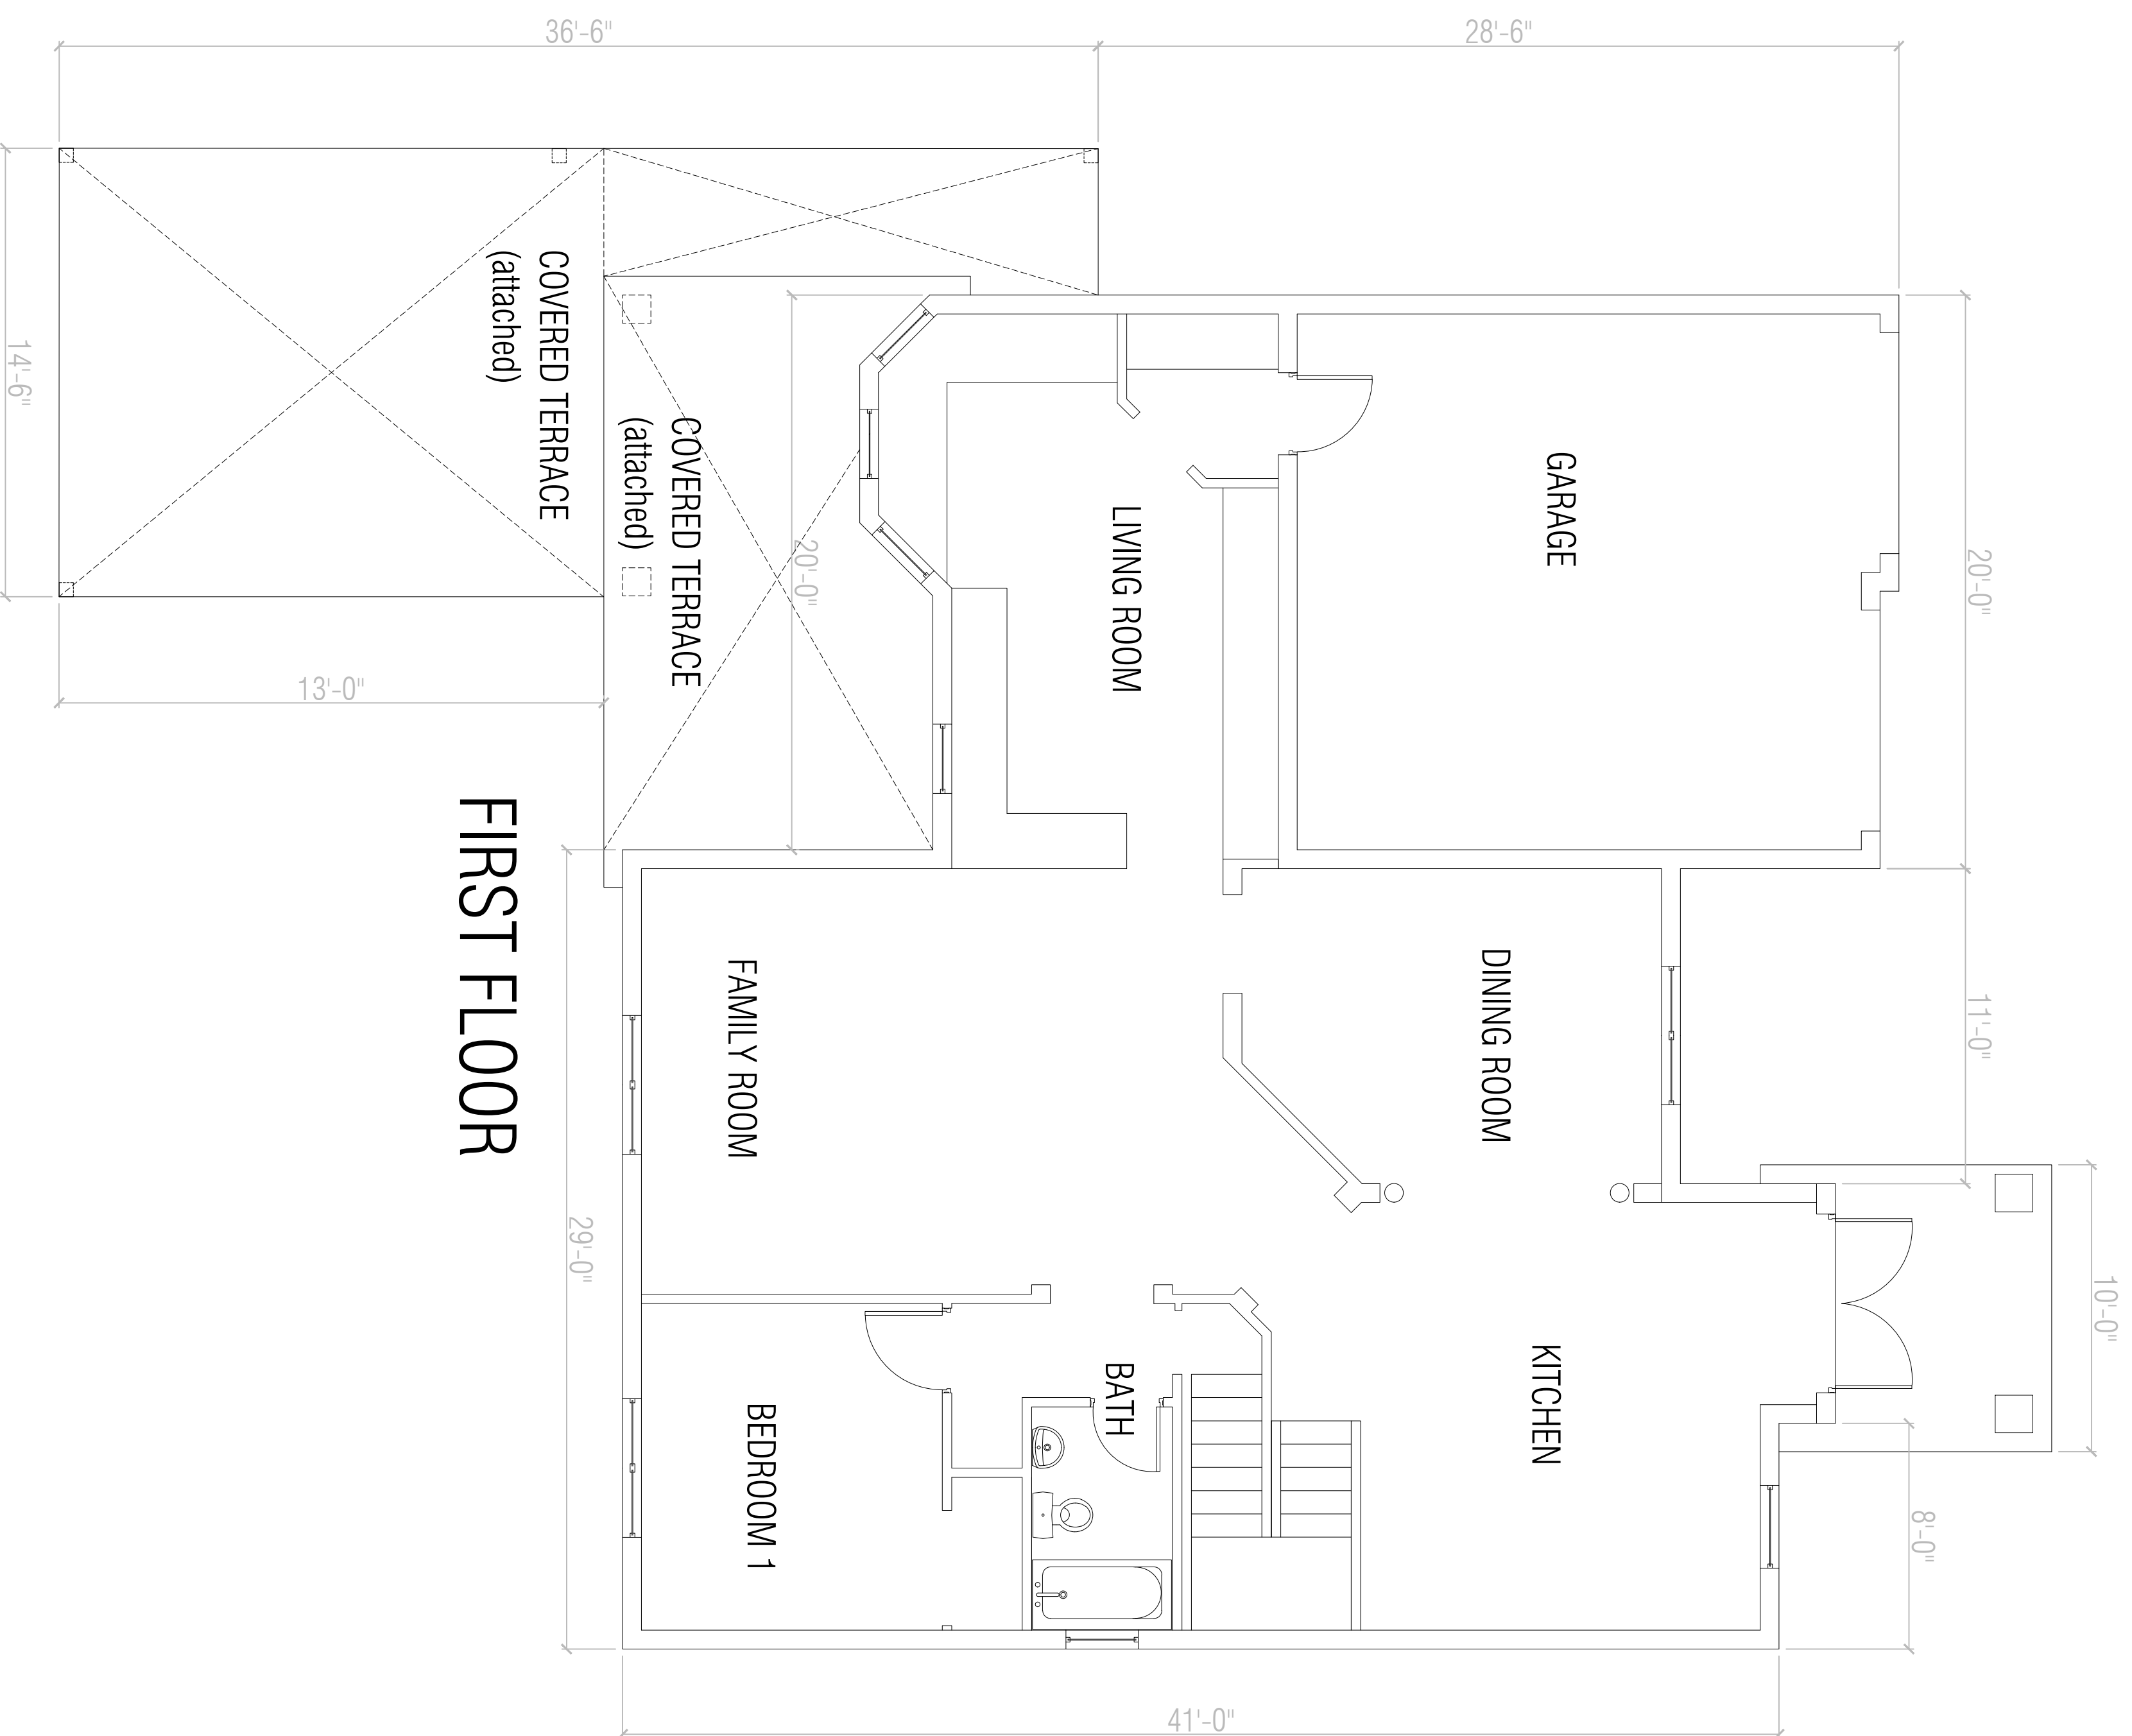 36'-6"
28'-6"
14'-6"
COVERED TERRACE
(attached)
COVERED TERRACE
(attached)
20'-0"
LIVING ROOM
GARAGE
20'-0"
13'-0"
FIRST FLOOR
FAMILY ROOM
DINING ROOM
11'-0"
29'-0"
10'-0"
BATH
KITCHEN
BEDROOM 1
8'-0"
41'-0"